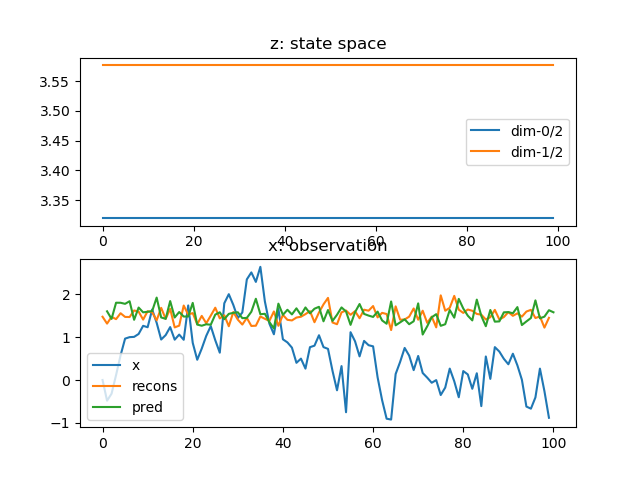 z: state space
3.55
3.50
3.45
3.40
3.35
dim-0/2
dim-1/2
0 20 40 60 80 100
x: observation
2
1
0
−1
x
recons
pred
0 20 40 60 80 100